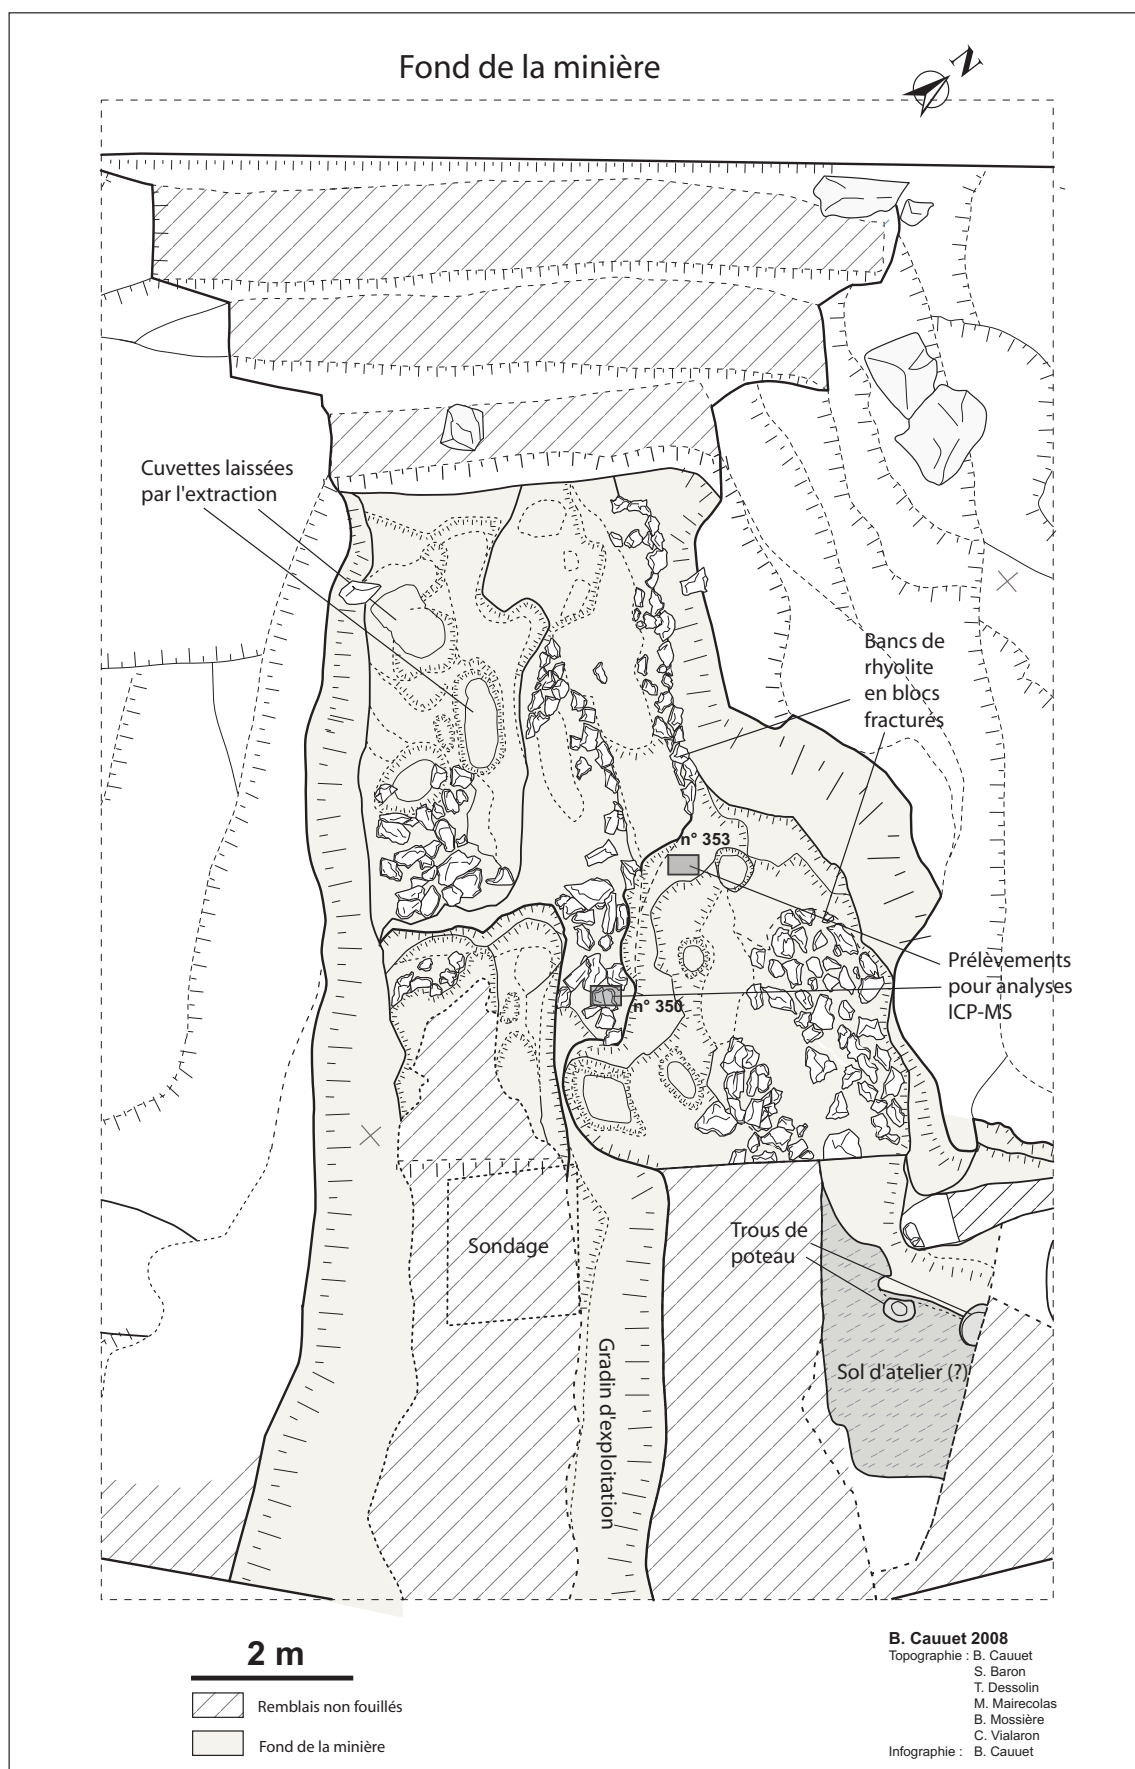 Fond de la minière
N
Cuvettes laissées
par l'extraction
Bancs de
rhyolite
en blocs
fracturés
n° 353
Prélèvements
pour analyses
ICP-MS
n° 350
Trous de
poteau
Sondage
Gradin d'exploitation
Sol d'atelier (?)
2 m
Remblais non fouillés
Fond de la minière
B. Cauuet 2008
Topographie : B. Cauuet
S. Baron
T. Dessolin
M. Mairecolas
B. Mossière
C. Vialaron
Infographie : B. Cauuet